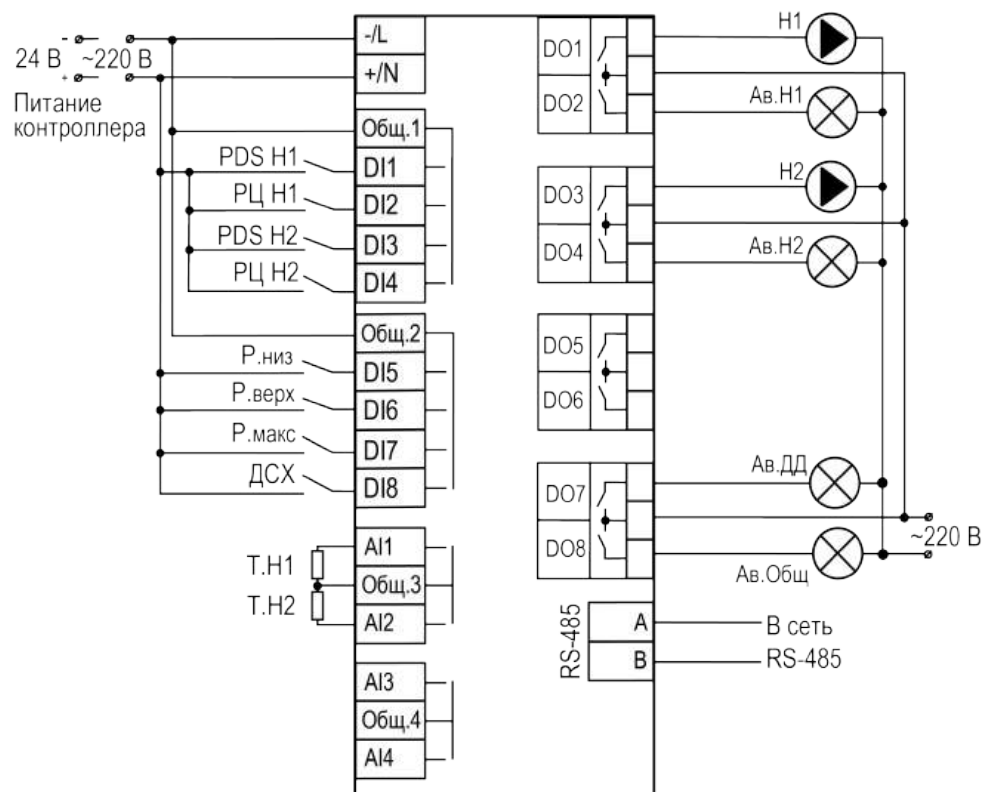 - ~220 В
24 В
+
Питание
контроллера
-/L
+/N
Общ.1
PDS Н1
DI1
РЦ Н1
DI2
PDS Н2
DI3
РЦ Н2
DI4
Общ.2
Р.низ
DI5
Р.верх
DI6
Р.макс
DI7
ДСХ
DI8
Т.Н1
AI1
Общ.3
Т.Н2
AI2
AI3
Общ.4
AI4
DO1
DO2
DO3
DO4
DO5
DO6
DO7
DO8
Н1
Ав.Н1
Н2
Ав.Н2
Ав.ДД
~220 В
Ав.Общ
RS-485
A
B
В сеть
RS-485